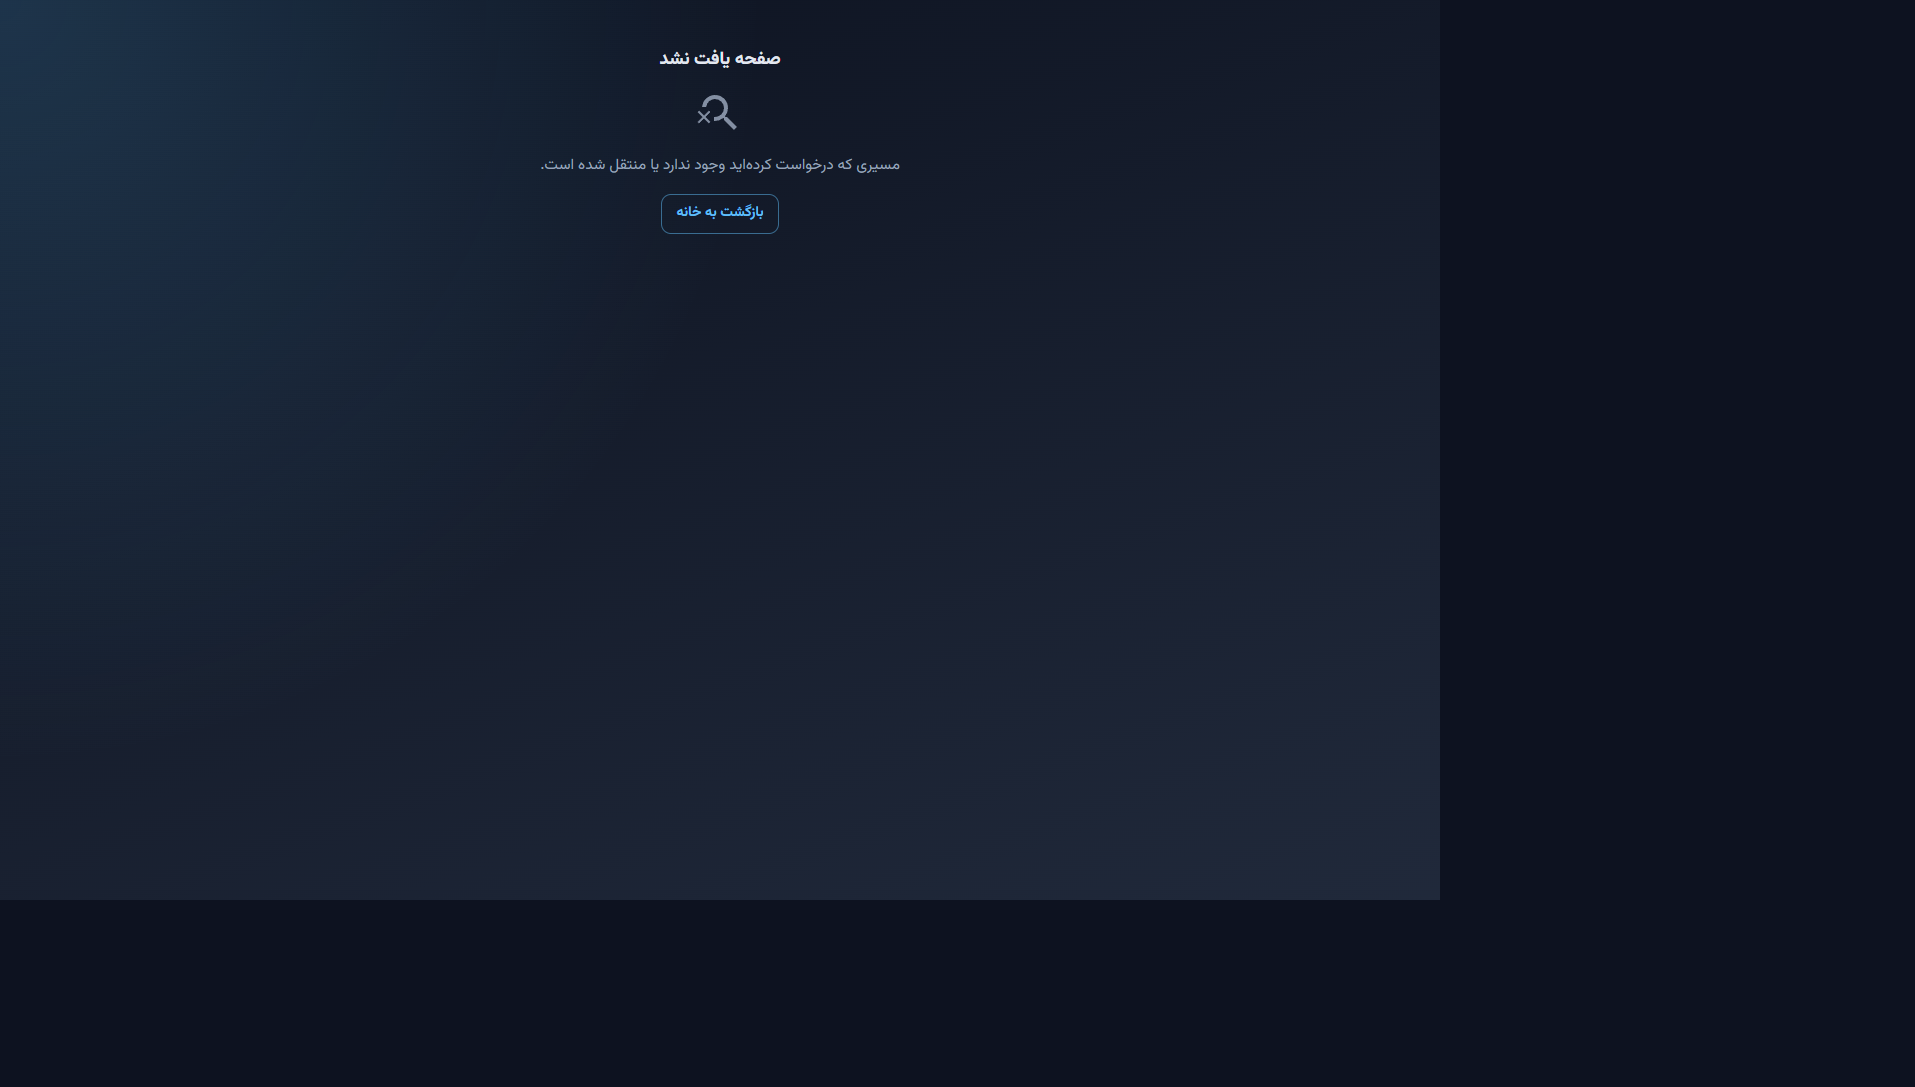 صفحه یافت نشد
مسیری که درخواست کرده‌اید وجود ندارد یا منتقل شده است.
بازگشت به خانه